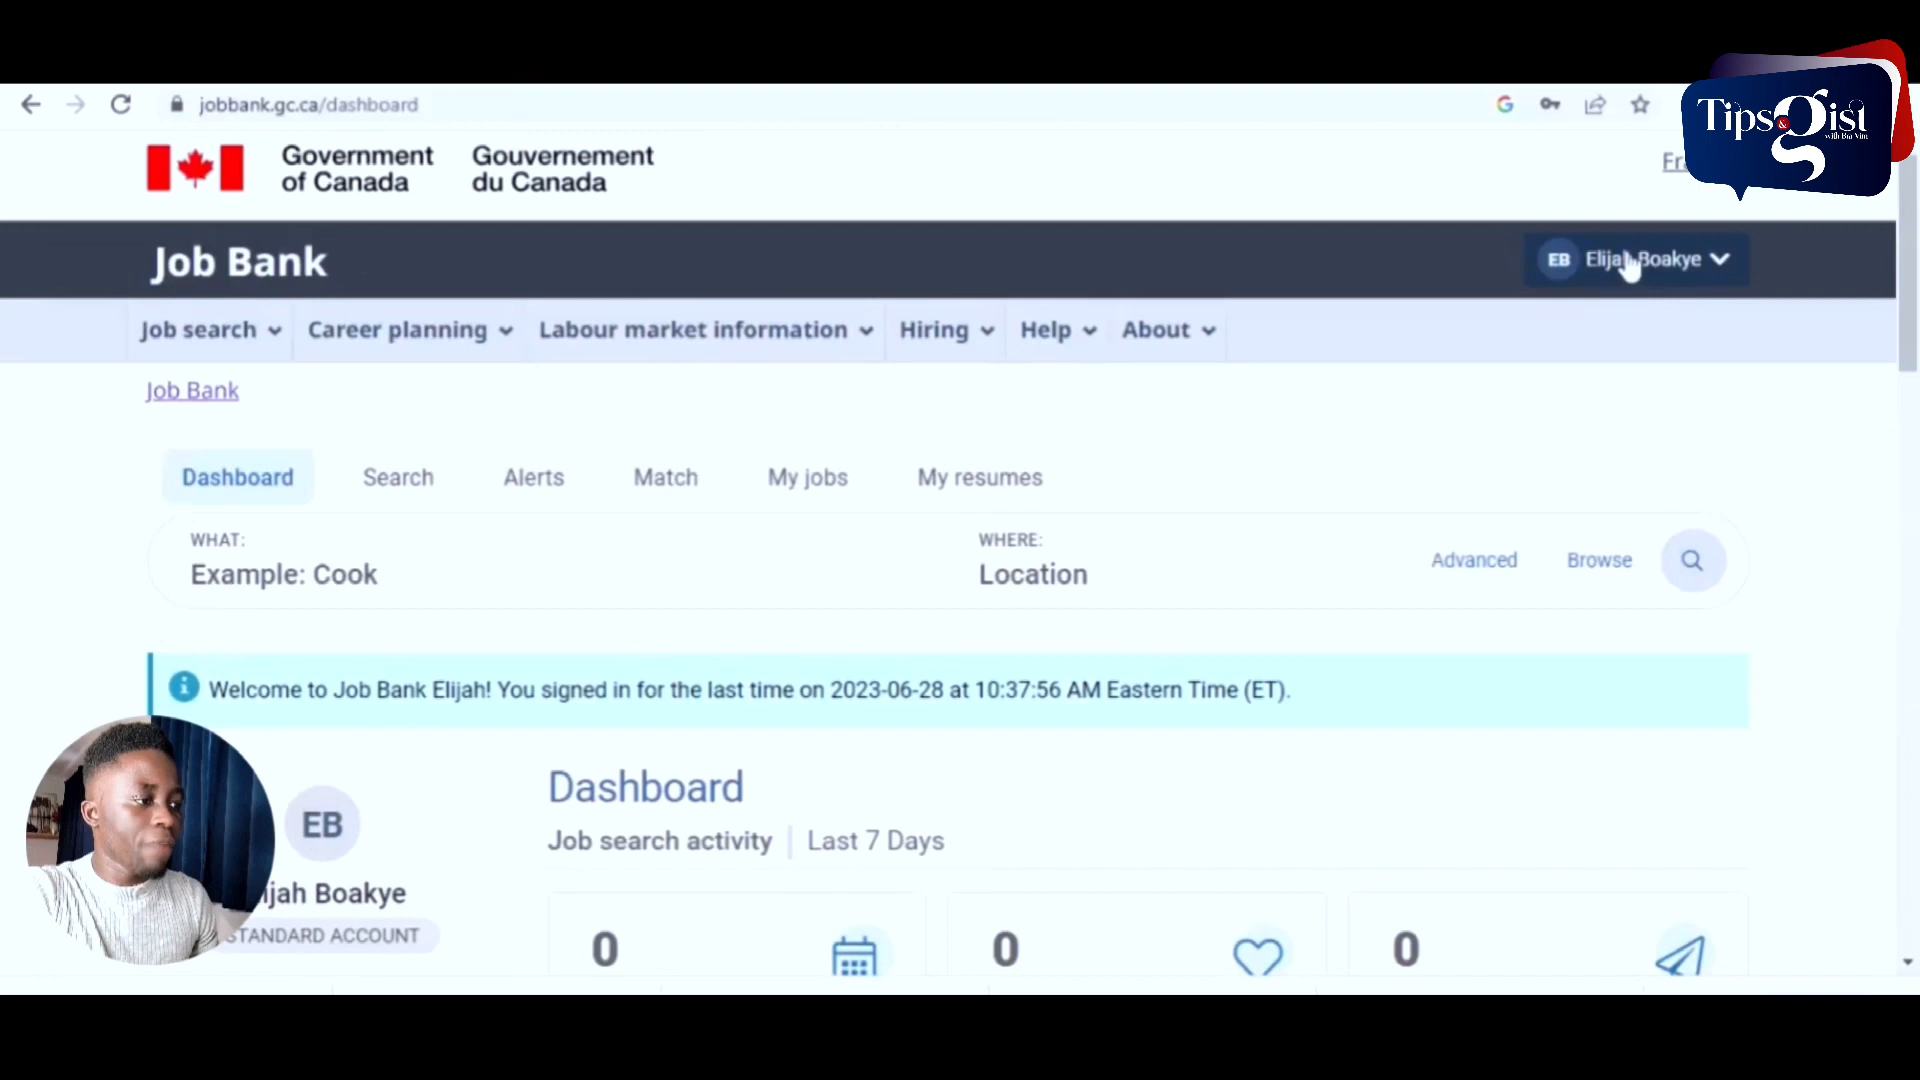 jobbank.gc.ca/dashboard
Tips & gist
with Bra Vim
Government
of Canada
Gouvernement
du Canada
Job Bank
EB Elijah Boakye
Job search
Career planning
Labour market information
Hiring
Help
About
Job Bank
Dashboard
Search
Alerts
Match
My jobs
My resumes
WHAT:
Example: Cook
WHERE:
Location
Advanced
Browse
Welcome to Job Bank Elijah! You signed in for the last time on 2023-06-28 at 10:37:56 AM Eastern Time (ET).
EB
ijah Boakye
STANDARD ACCOUNT
Dashboard
Job search activity
Last 7 Days
0
0
0